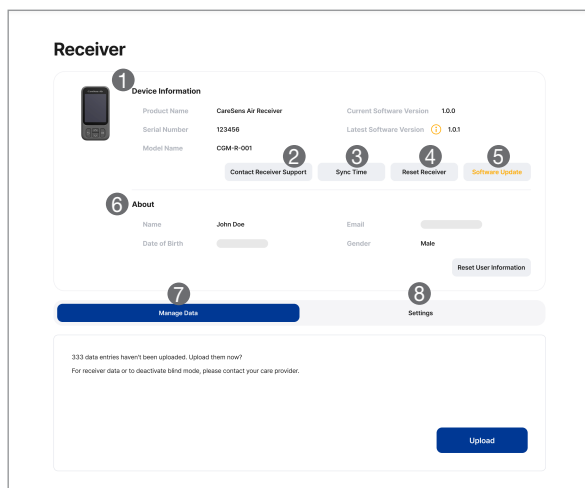 Receiver
1
Device Information
Product Name CareSens Air Receiver Current Software Version 1.0.0
Serial Number 123456 Latest Software Version 1.0.1
Model Name CGM-R-001
2 3 4 5
Contact Receiver Support Sync Time Reset Receiver Software Update
6 About
Name John Doe Email
Date of Birth Gender Male
Reset User Information
7 8
Manage Data Settings
333 data entries haven't been uploaded. Upload them now?
For receiver data or to deactivate blind mode, please contact your care provider.
Upload